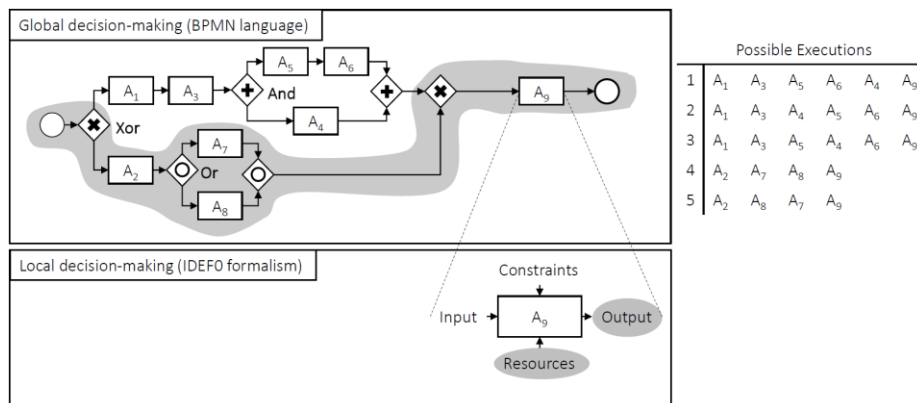 Global decision-making (BPMN language)
A₅ A₆
A₁ A₃ And
A₄
Xor
A₉
A₇
A₂ Or
A₈
Possible Executions
1 A₁ A₃ A₅ A₆ A₄ A₉
2 A₁ A₃ A₄ A₅ A₆ A₉
3 A₁ A₃ A₅ A₄ A₆ A₉
4 A₂ A₇ A₈ A₉
5 A₂ A₈ A₇ A₉
Local decision-making (IDEF0 formalism)
Constraints
Input A₉ Output
Resources